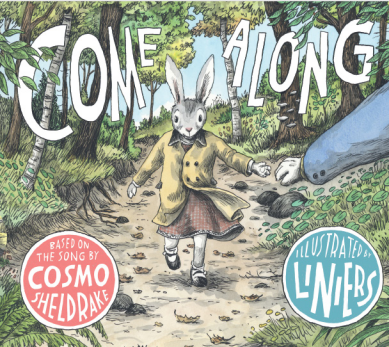 COME ALONG
BASED ON
THE SONG BY
COSMO
SHELDRAKE
ILLUSTRATED BY
LINIERS